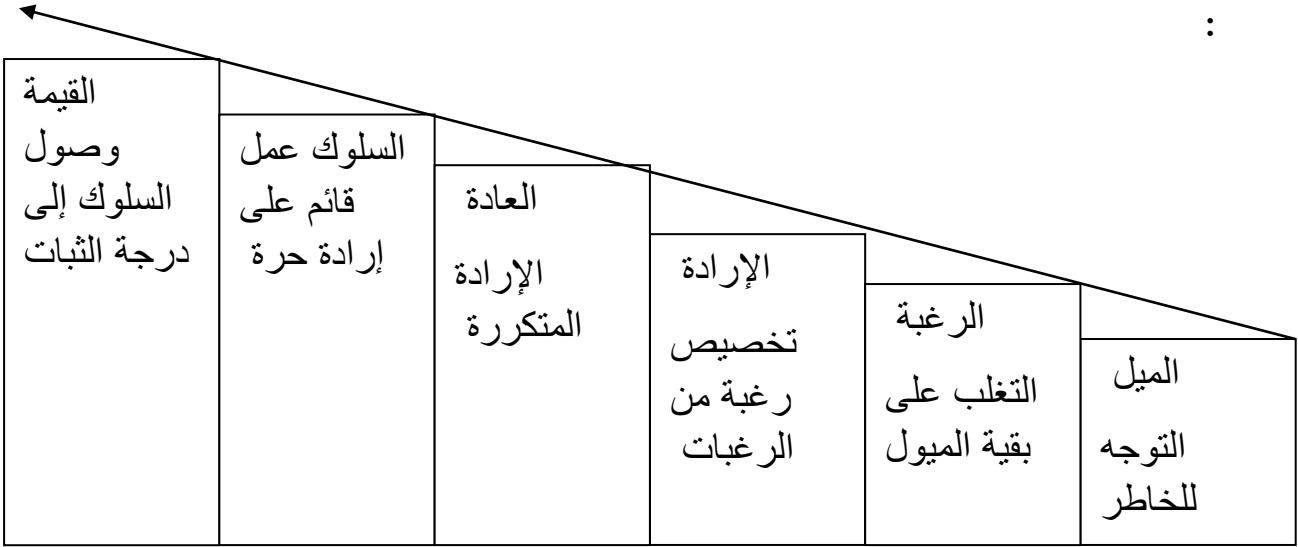 :
الميل
التوجه
للخاطر
الرغبة
التغلب على
بقية الميول
الإرادة
تخصيص
رغبة من
الرغبات
العادة
الإرادة
المتكررة
السلوك عمل
قائم على
إرادة حرة
القيمة
وصول
السلوك إلى
درجة الثبات